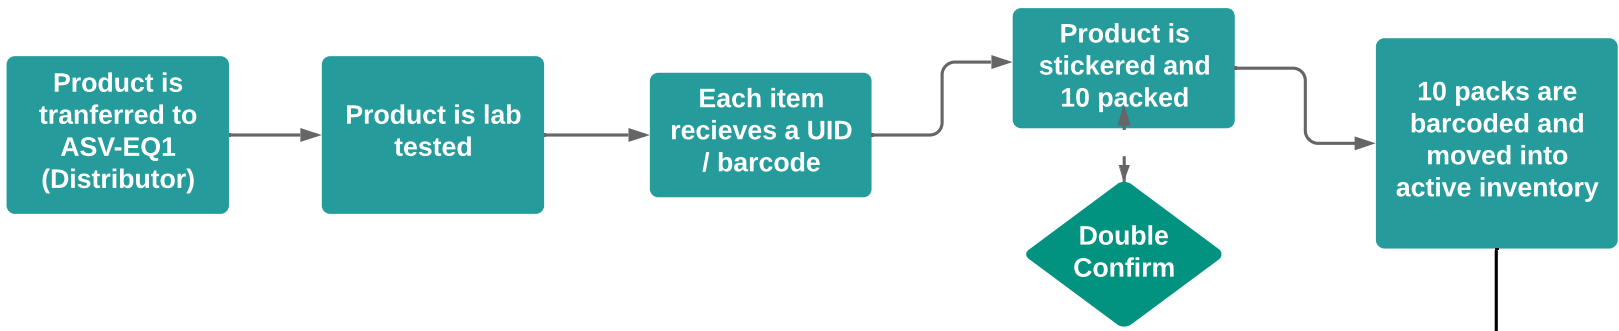 Product is
tranferred to
ASV-EQ1
(Distributor)
Product is lab
tested
Each item
recieves a UID
/ barcode
Product is
stickered and
10 packed
Double
Confirm
10 packs are
barcoded and
moved into
active inventory